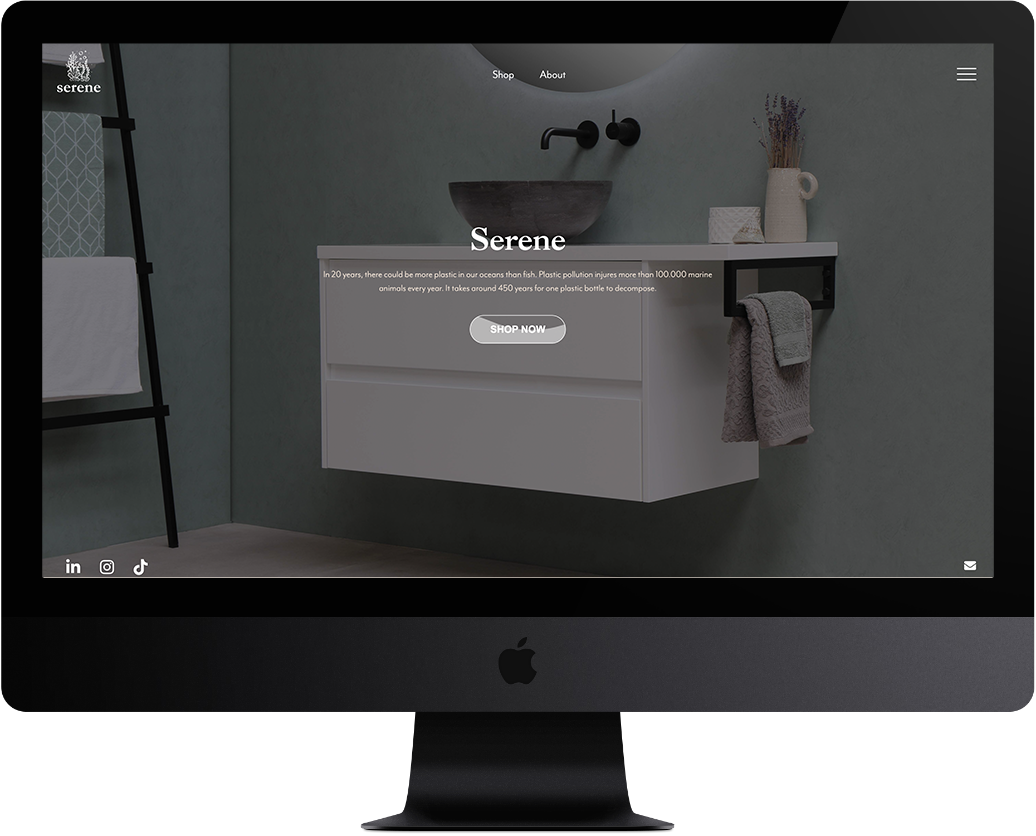 serene
Shop About
Serene
In 20 years, there could be more plastic in our oceans than fish. Plastic pollution injures more than 100.000 marine
animals every year. It takes around 450 years for one plastic bottle to decompose.
SHOP NOW